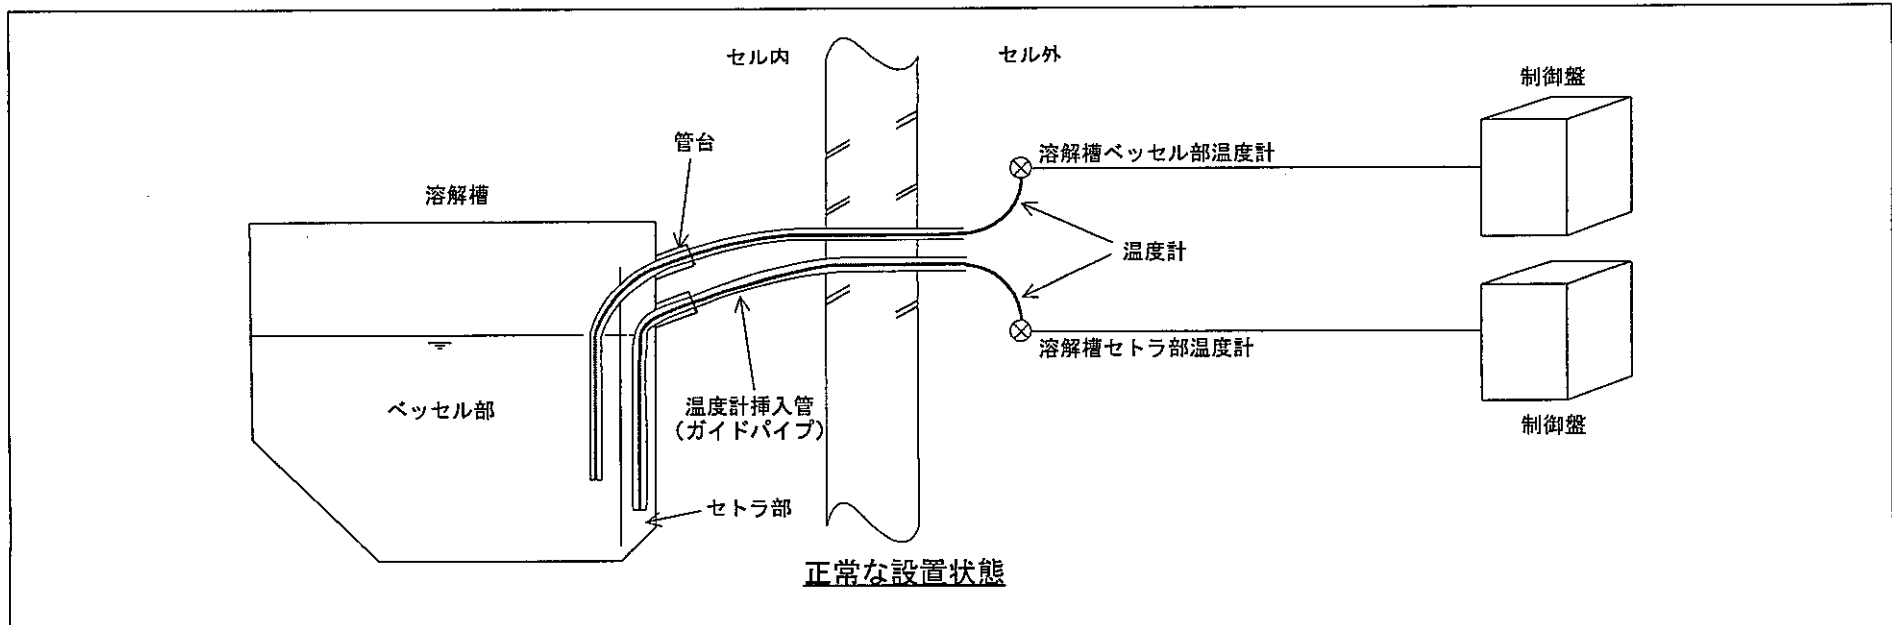 セル内
セル外
制御盤
管台
溶解槽ベッセル部温度計
溶解槽
温度計
溶解槽セトラ部温度計
ベッセル部
温度計挿入管
(ガイドパイプ)
制御盤
セトラ部
正常な設置状態